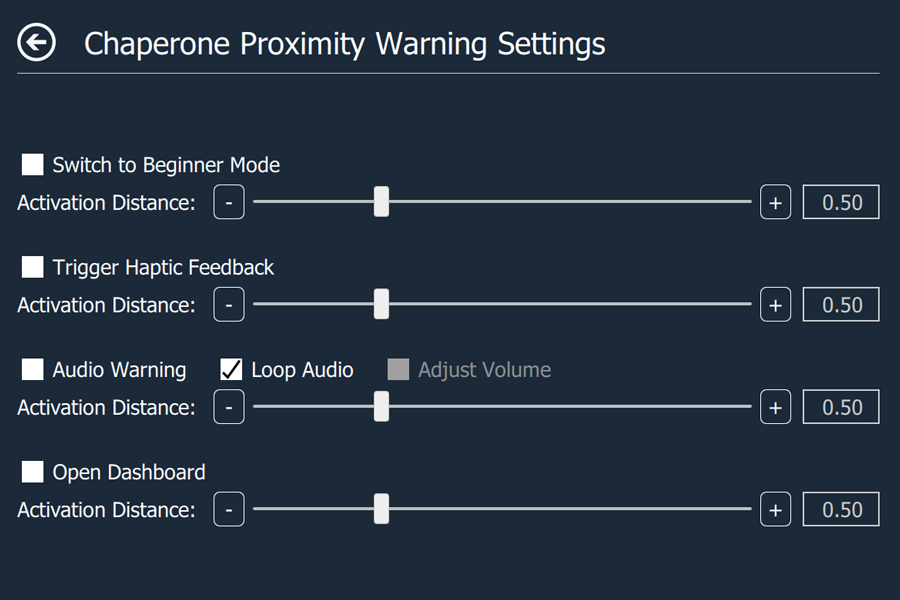 Chaperone Proximity Warning Settings
Switch to Beginner Mode
Activation Distance: - + 0.50
Trigger Haptic Feedback
Activation Distance: - + 0.50
Audio Warning Loop Audio Adjust Volume
Activation Distance: - + 0.50
Open Dashboard
Activation Distance: - + 0.50